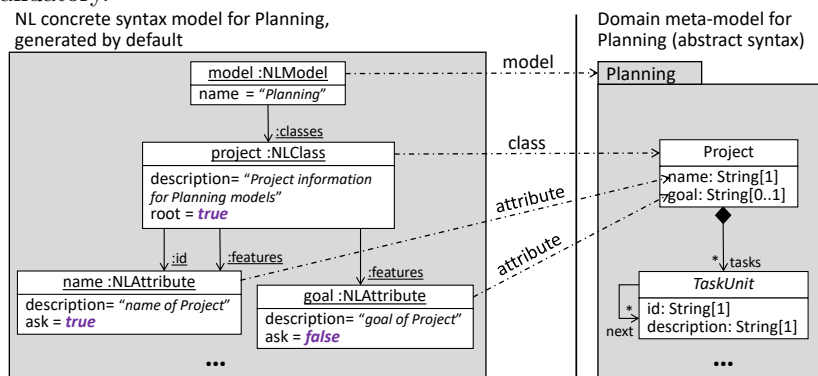 NL concrete syntax model for Planning,
generated by default
model :NLModel
name = “Planning”
:classes
project :NLClass
description= “Project information
for Planning models”
root = true
:id
:features
:features
name :NLAttribute
description= “name of Project”
ask = true
goal :NLAttribute
description= “goal of Project”
ask = false
...
model
class
attribute
attribute
Domain meta-model for
Planning (abstract syntax)
Planning
Project
name: String[1]
goal: String[0..1]
* tasks
TaskUnit
id: String[1]
description: String[1]
*
next
...